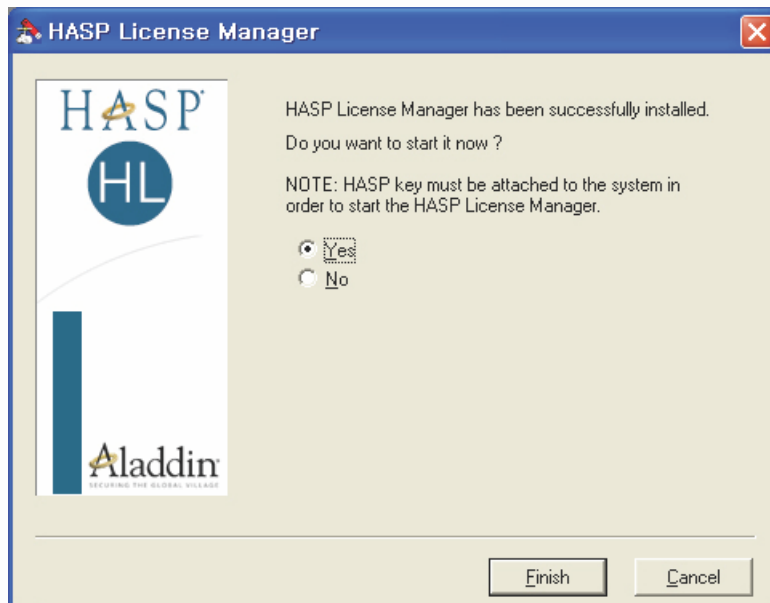 HASP License Manager
HASP
HL
Aladdin
SECURING THE GLOBAL VILLAGE
HASP License Manager has been successfully installed.
Do you want to start it now ?
NOTE: HASP key must be attached to the system in
order to start the HASP License Manager.
Yes
No
Finish
Cancel